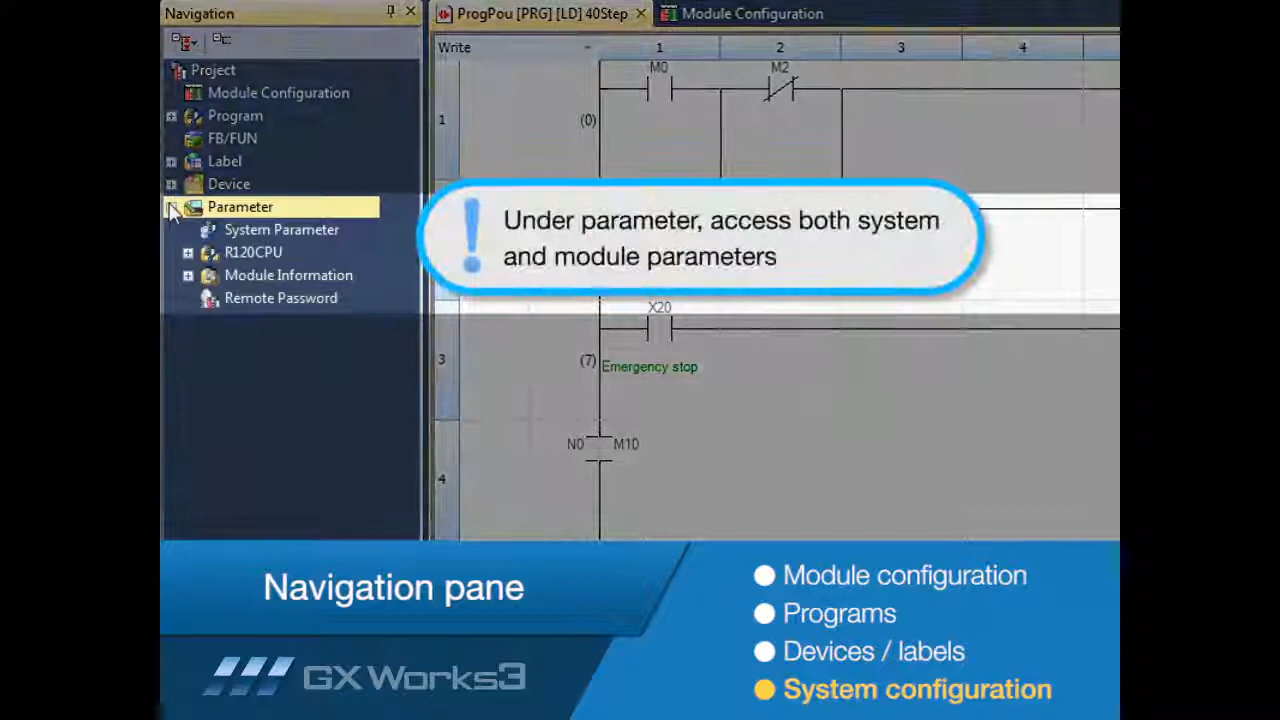 Navigation
ProgPou [PRG] [LD] 40Step
Module Configuration
Write
1
2
3
4
Project
Module Configuration
Program
FB/FUN
Label
Device
Parameter
System Parameter
R120CPU
Module Information
Remote Password
M0
M2
1
(0)
Under parameter, access both system
and module parameters
X20
3
(7)
Emergency stop
N0
M10
4
Navigation pane
GX Works3
Module configuration
Programs
Devices / labels
System configuration